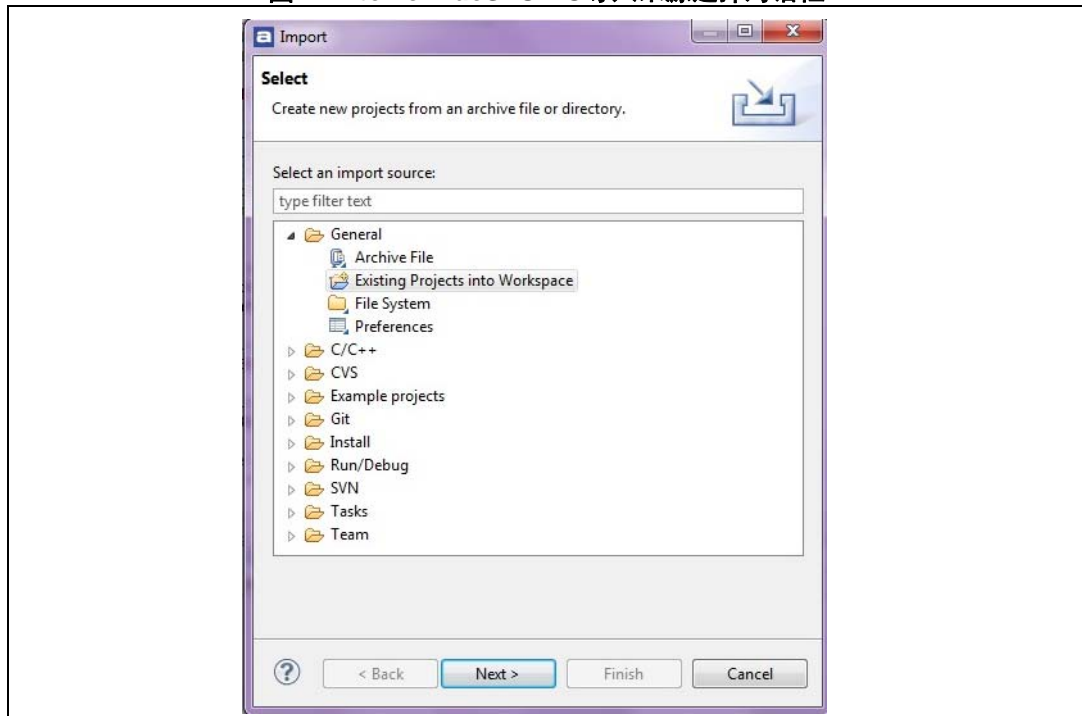 Import
Select
Create new projects from an archive file or directory.
Select an import source:
type filter text
General
Archive File
Existing Projects into Workspace
File System
Preferences
C/C++
CVS
Example projects
Git
Install
Run/Debug
SVN
Tasks
Team
< Back
Next >
Finish
Cancel